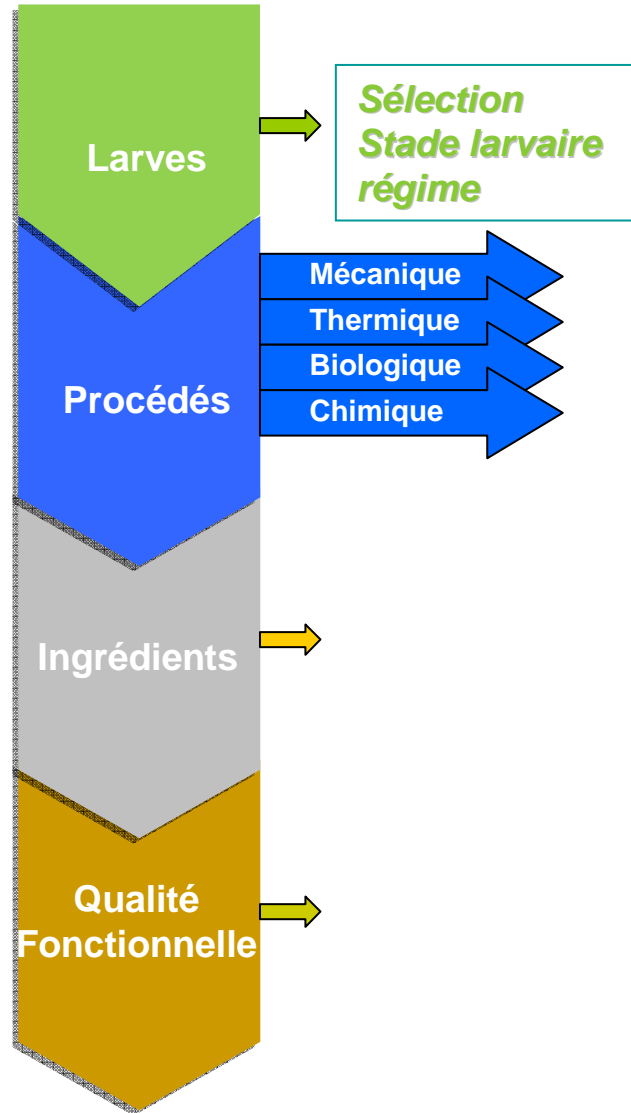 Larves
Sélection
Stade larvaire
régime
Procédés
Mécanique
Thermique
Biologique
Chimique
Ingrédients
Qualité
Fonctionnelle